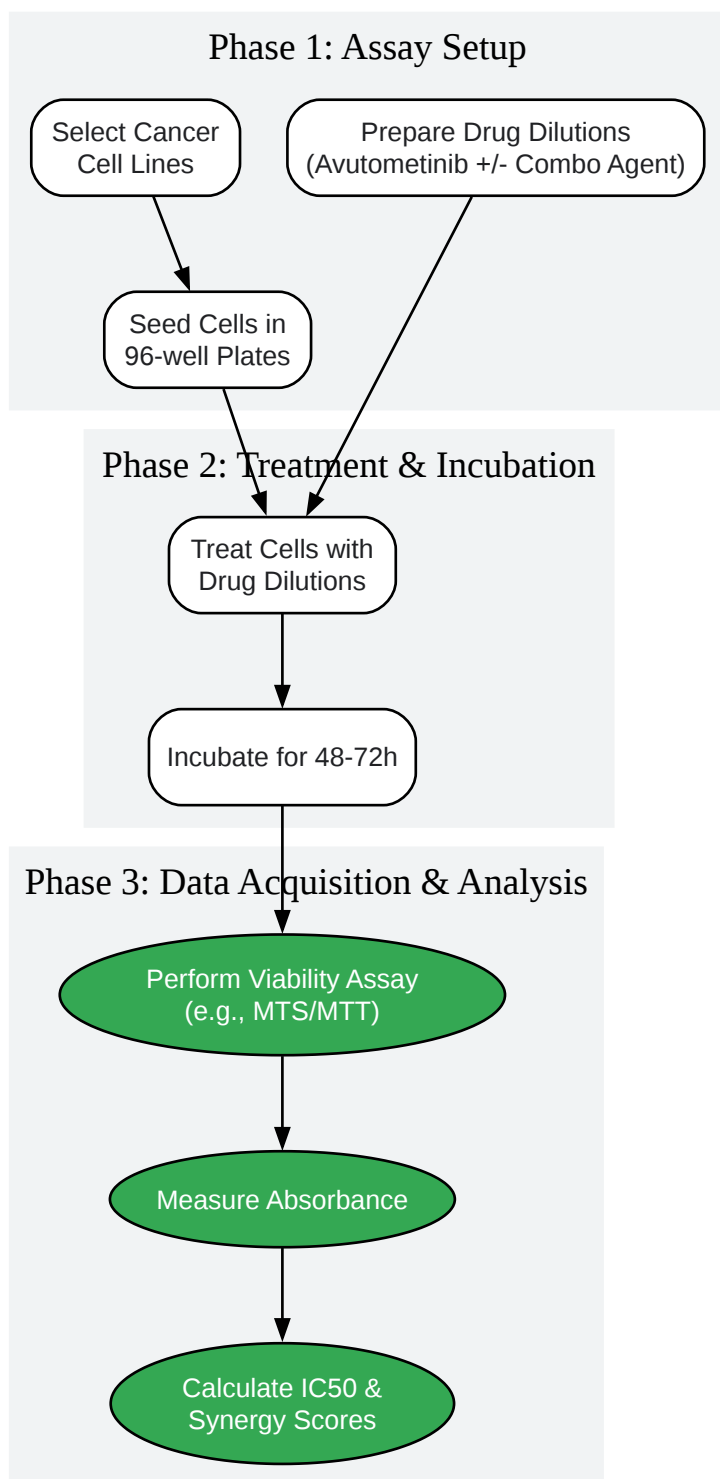 Phase 1: Assay Setup
Select Cancer
Cell Lines
Prepare Drug Dilutions
(Avutometinib +/- Combo Agent)
Seed Cells in
96-well Plates
Phase 2: Treatment & Incubation
Treat Cells with
Drug Dilutions
Incubate for 48-72h
Phase 3: Data Acquisition & Analysis
Perform Viability Assay
(e.g., MTS/MTT)
Measure Absorbance
Calculate IC50 &
Synergy Scores